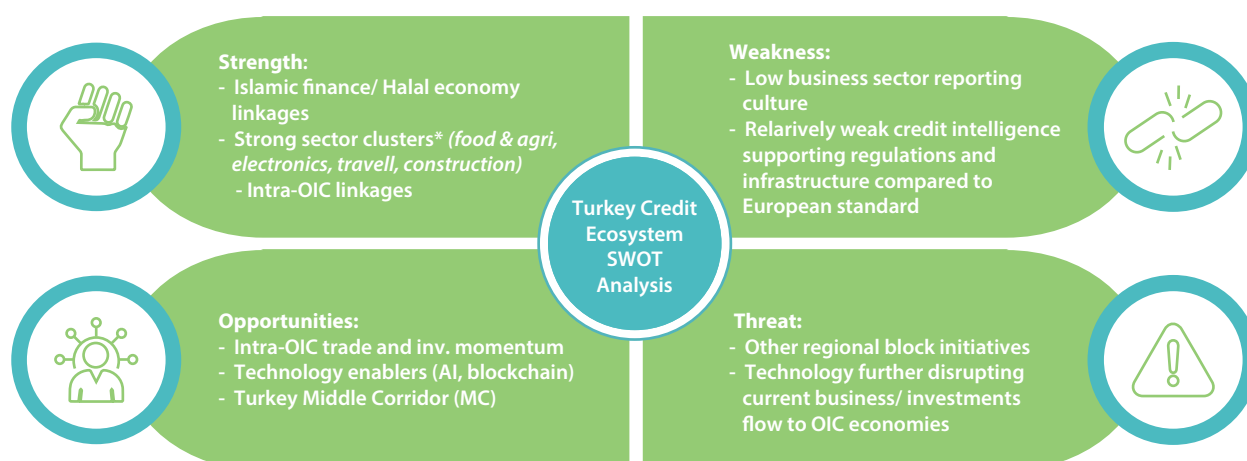 Strength:
- Islamic finance/ Halal economy
linkages
- Strong sector clusters* (food & agri,
electronics, travell, construction)
- Intra-OIC linkages
Weakness:
- Low business sector reporting
culture
- Relarively weak credit intelligence
supporting regulations and
infrastructure compared to
European standard
Turkey Credit
Ecosystem
SWOT
Analysis
Opportunities:
- Intra-OIC trade and inv. momentum
- Technology enablers (AI, blockchain)
- Turkey Middle Corridor (MC)
Threat:
- Other regional block initiatives
- Technology further disrupting
current business/ investments
flow to OIC economies